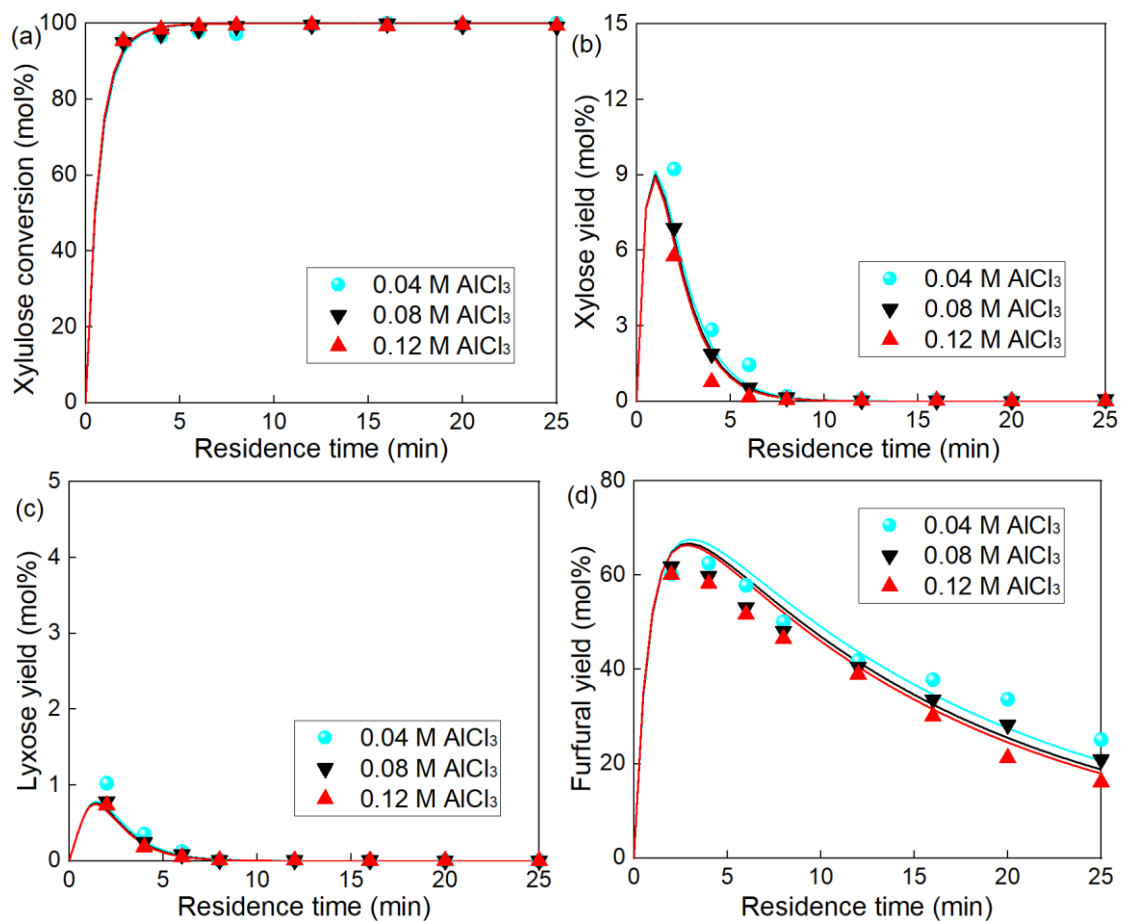 (a)
Xylulose conversion (mol%)
100
80
60
40
20
0
0.04 M AlCl₃
0.08 M AlCl₃
0.12 M AlCl₃
0 5 10 15 20 25
Residence time (min)
(b)
Xylose yield (mol%)
15
12
9
6
3
0
0.04 M AlCl₃
0.08 M AlCl₃
0.12 M AlCl₃
0 5 10 15 20 25
Residence time (min)
(c)
Lyxose yield (mol%)
5
4
3
2
1
0
0.04 M AlCl₃
0.08 M AlCl₃
0.12 M AlCl₃
0 5 10 15 20 25
Residence time (min)
(d)
Furfural yield (mol%)
80
60
40
20
0
0.04 M AlCl₃
0.08 M AlCl₃
0.12 M AlCl₃
0 5 10 15 20 25
Residence time (min)